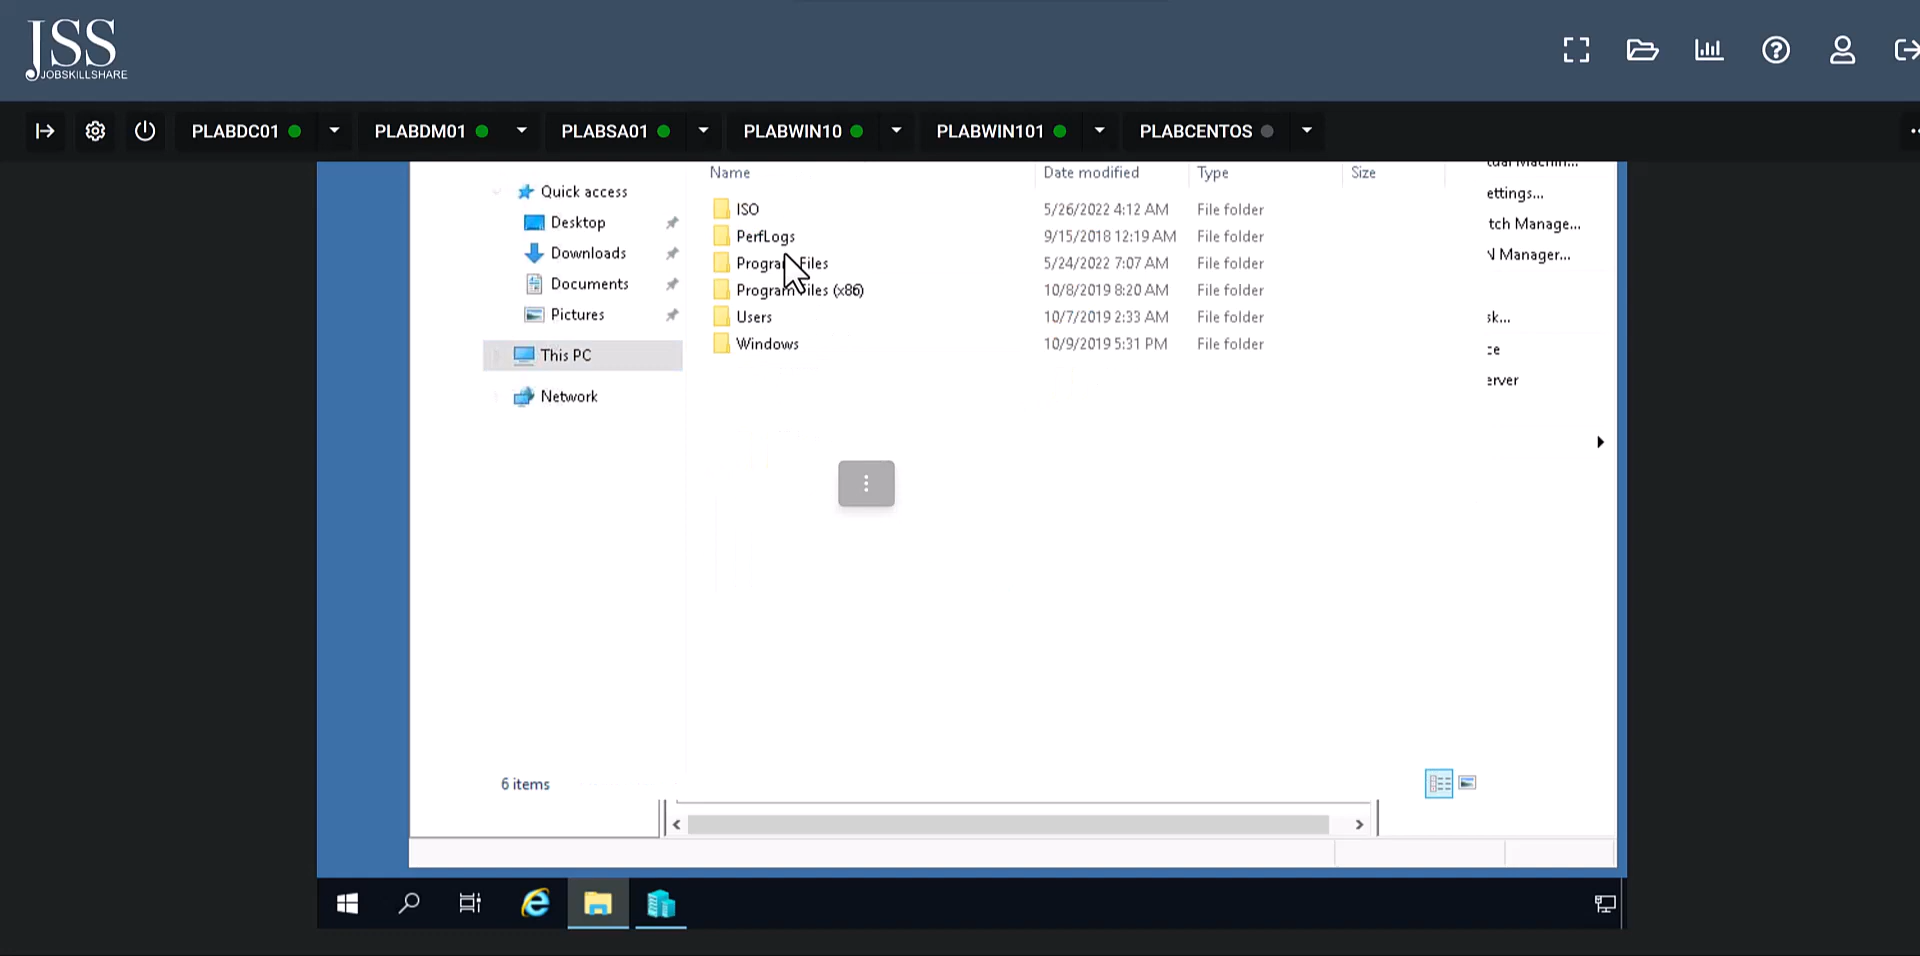 JSS
JOBSKILLSHARE
PLABDC01 PLABDM01 PLABSA01 PLABWIN10 PLABWIN101 PLABCENTOS
Name Date modified Type Size
Quick access
Desktop
Downloads
Documents
Pictures
This PC
Network
ISO 5/26/2022 4:12 AM File folder
PerfLogs 9/15/2018 12:19 AM File folder
Program Files 5/24/2022 7:07 AM File folder
Program Files (x86) 10/8/2019 8:20 AM File folder
Users 10/7/2019 2:33 AM File folder
Windows 10/9/2019 5:31 PM File folder
ettings...
tch Manage...
Manager...
sk...
erver
6 items